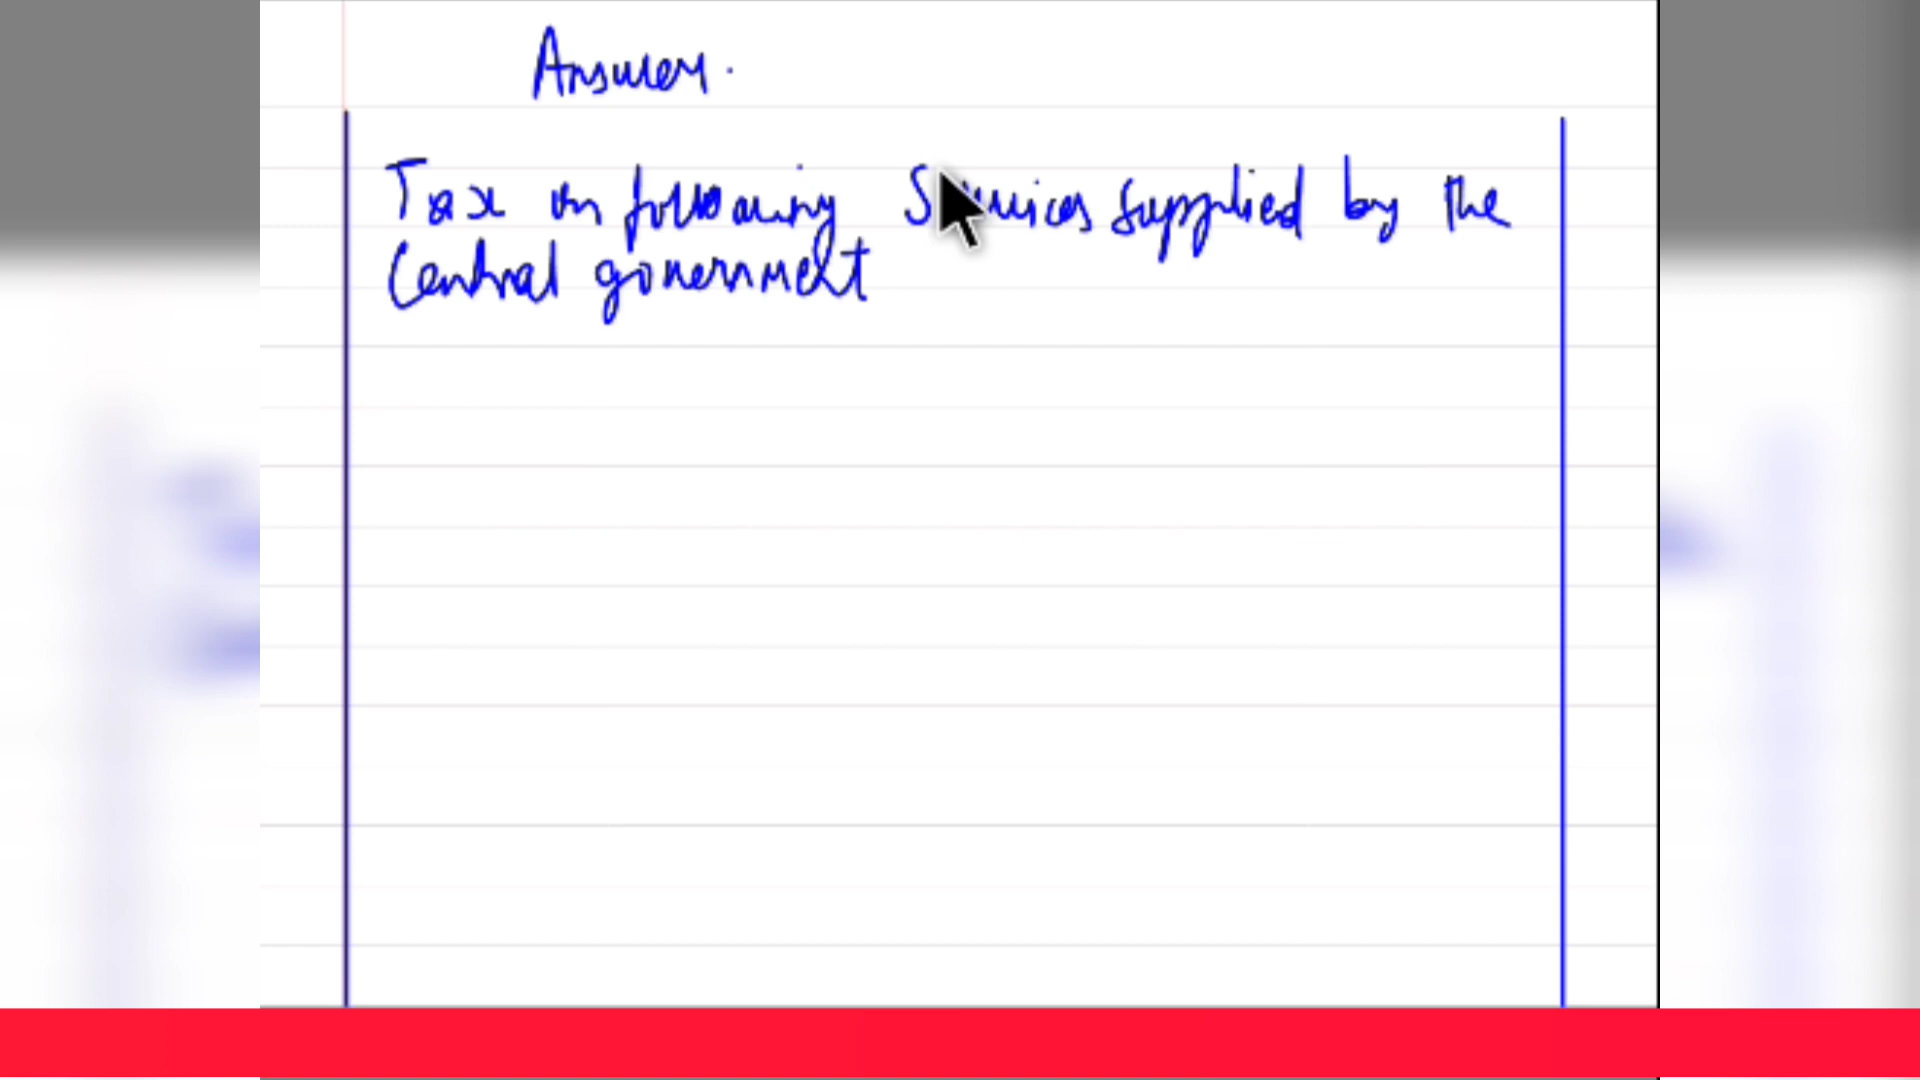 Answer.
Tax on following Services supplied by the
Central government